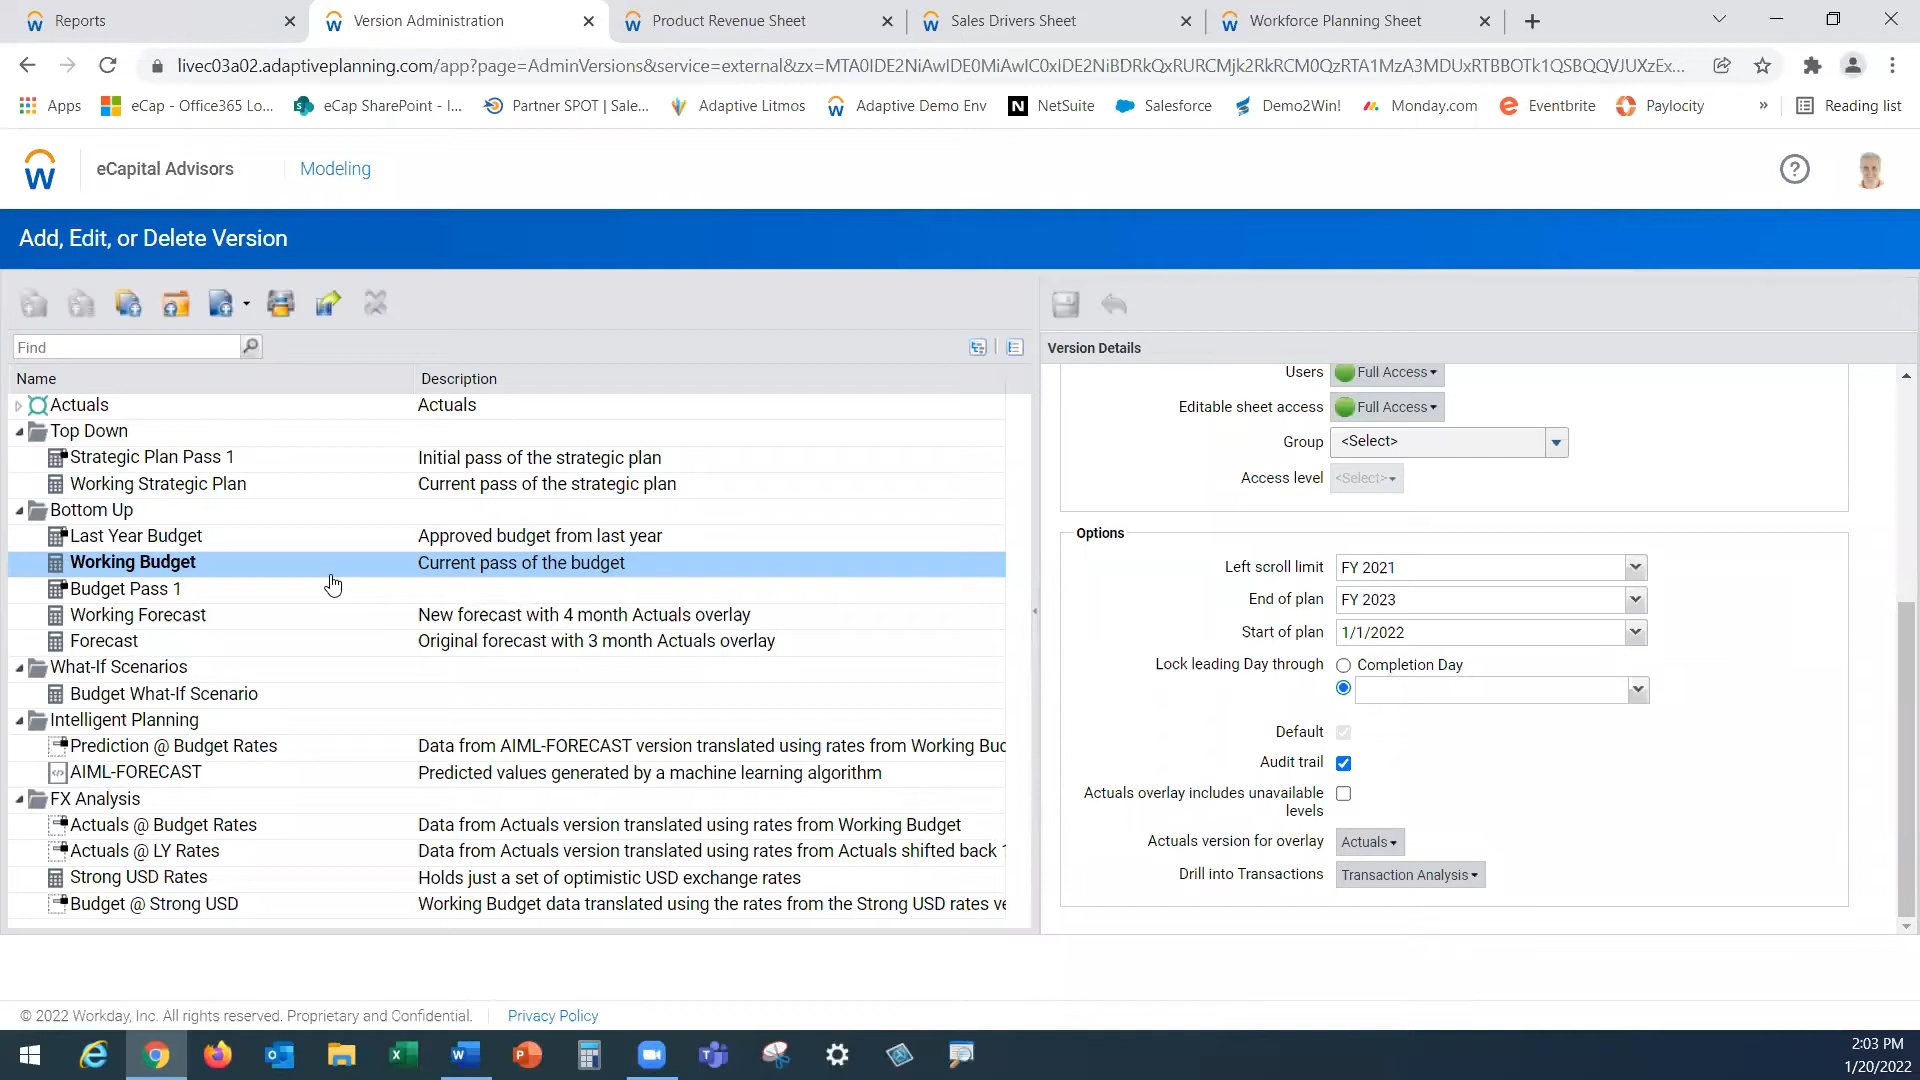 Reports
Version Administration
Product Revenue Sheet
Sales Drivers Sheet
Workforce Planning Sheet
livec03a02.adaptiveplanning.com/app?page=AdminVersions&service=external&zx=MTA0IDE2NiAwIDE0MiAwIC0xIDE2NiBDRkQxRURCMjk2RkRCM0QzRTA1MzA3MDUxRTBBOTk1QSBQQVJUXzEx...
Apps
eCap - Office365 Lo...
eCap SharePoint - I...
Partner SPOT | Sale...
Adaptive Litmos
Adaptive Demo Env
NetSuite
Salesforce
Demo2Win!
Monday.com
Eventbrite
Paylocity
»
Reading list
eCapital Advisors
Modeling
Add, Edit, or Delete Version
Find
Version Details
Name Description
Actuals Actuals
Top Down
Strategic Plan Pass 1 Initial pass of the strategic plan
Working Strategic Plan Current pass of the strategic plan
Bottom Up
Last Year Budget Approved budget from last year
Working Budget Current pass of the budget
Budget Pass 1
Working Forecast New forecast with 4 month Actuals overlay
Forecast Original forecast with 3 month Actuals overlay
What-If Scenarios
Budget What-If Scenario
Intelligent Planning
Prediction @ Budget Rates Data from AIML-FORECAST version translated using rates from Working Bud
AIML-FORECAST Predicted values generated by a machine learning algorithm
FX Analysis
Actuals @ Budget Rates Data from Actuals version translated using rates from Working Budget
Actuals @ LY Rates Data from Actuals version translated using rates from Actuals shifted back 1
Strong USD Rates Holds just a set of optimistic USD exchange rates
Budget @ Strong USD Working Budget data translated using the rates from the Strong USD rates ve
Users Full Access
Editable sheet access Full Access
Group <Select>
Access level <Select>
Options
Left scroll limit FY 2021
End of plan FY 2023
Start of plan 1/1/2022
Lock leading Day through Completion Day
Default
Audit trail
Actuals overlay includes unavailable
levels
Actuals version for overlay Actuals
Drill into Transactions Transaction Analysis
© 2022 Workday, Inc. All rights reserved. Proprietary and Confidential. Privacy Policy
2:03 PM
1/20/2022